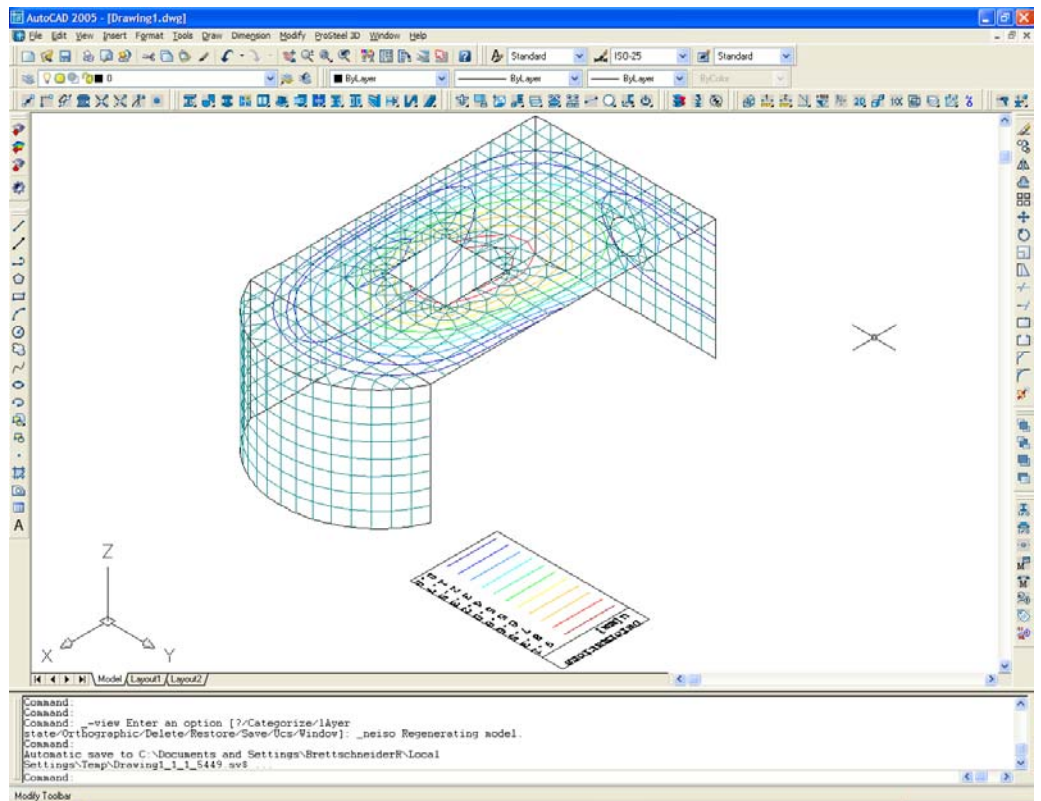 AutoCAD 2005 - [Drawing1.dwg]
File Edit View Insert Format Tools Draw Dimension Modify ProSteel 3D Window Help
Standard ISO-25 Standard
0 ByLayer ByLayer ByLayer ByColor
A
Z
X Y
Model Layout1 Layout2
Command:
Command:
Command: _-view Enter an option [?/Categorize/lAyer
state/Orthographic/Delete/Restore/Save/Ucs/Window]: _neiso Regenerating model.
Command:
Automatic save to C:\Documents and Settings\BrettschneiderR\Local
Settings\Temp\Drawing1_1_1_5449.sv$ ...
Command:
Modify Toolbar